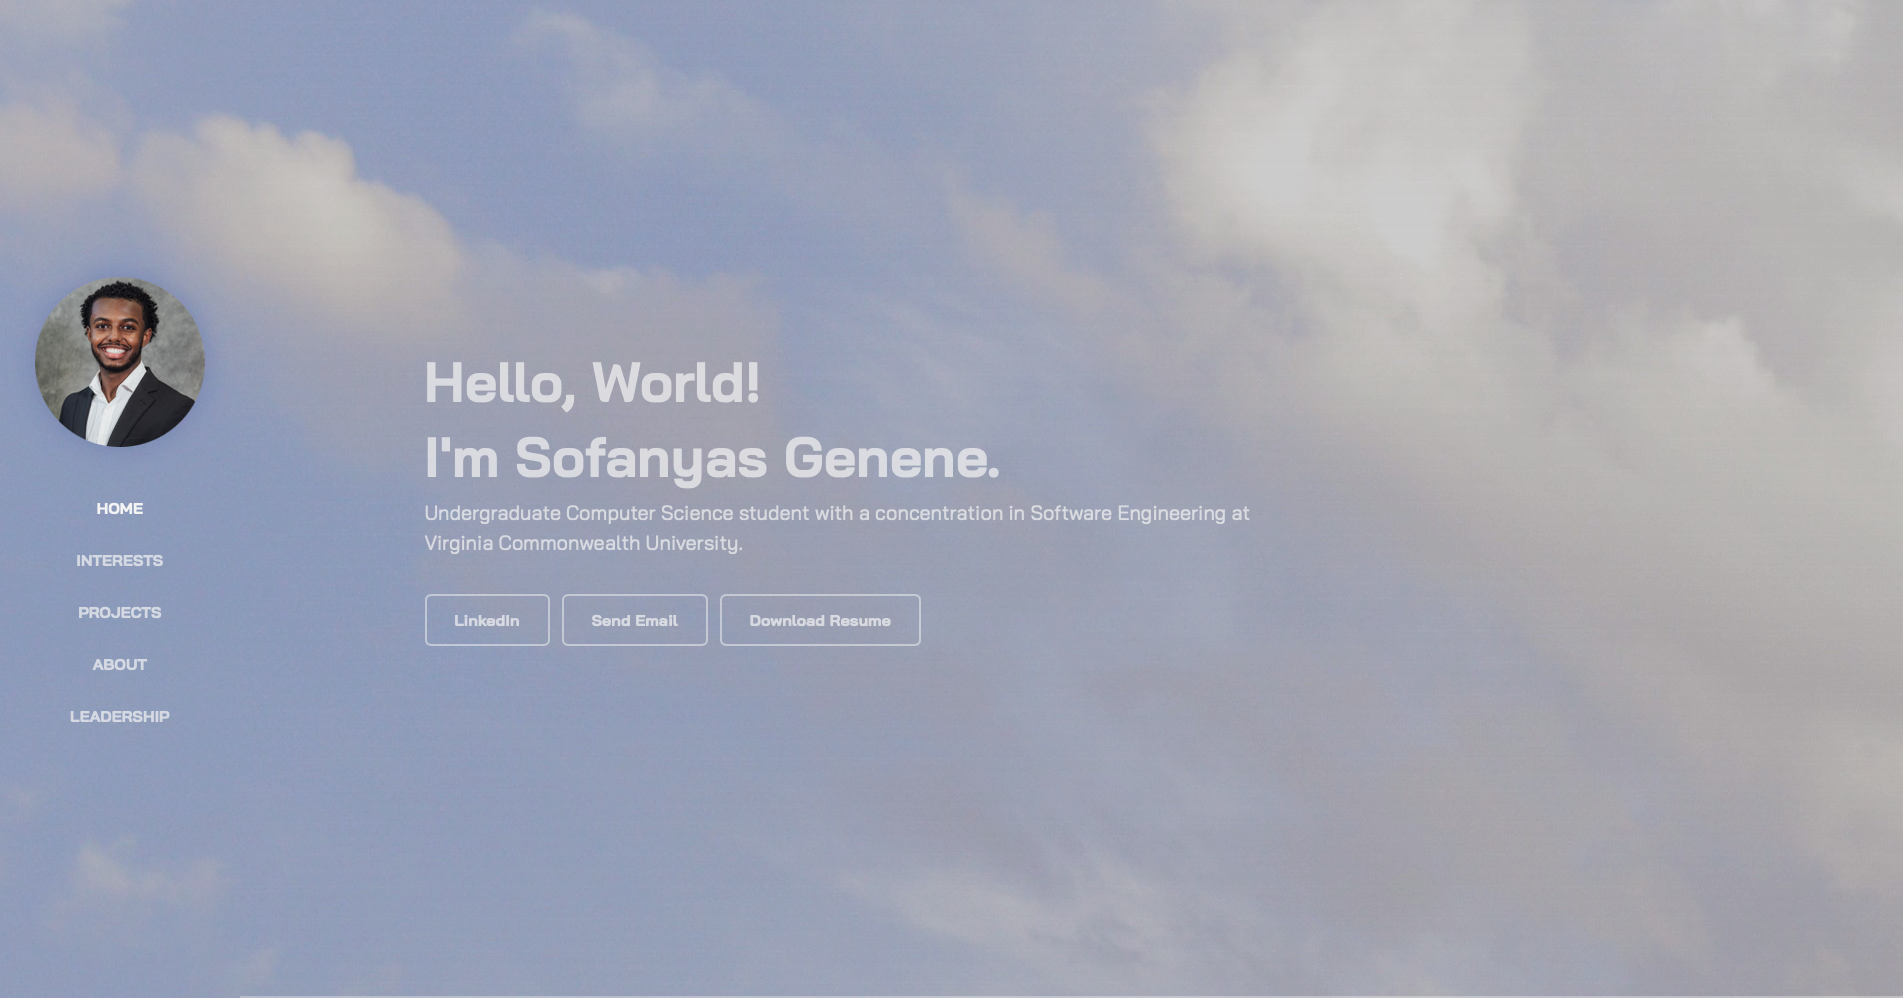 HOME
INTERESTS
PROJECTS
ABOUT
LEADERSHIP
Hello, World!
I'm Sofanyas Genene.
Undergraduate Computer Science student with a concentration in Software Engineering at
Virginia Commonwealth University.
LinkedIn
Send Email
Download Resume